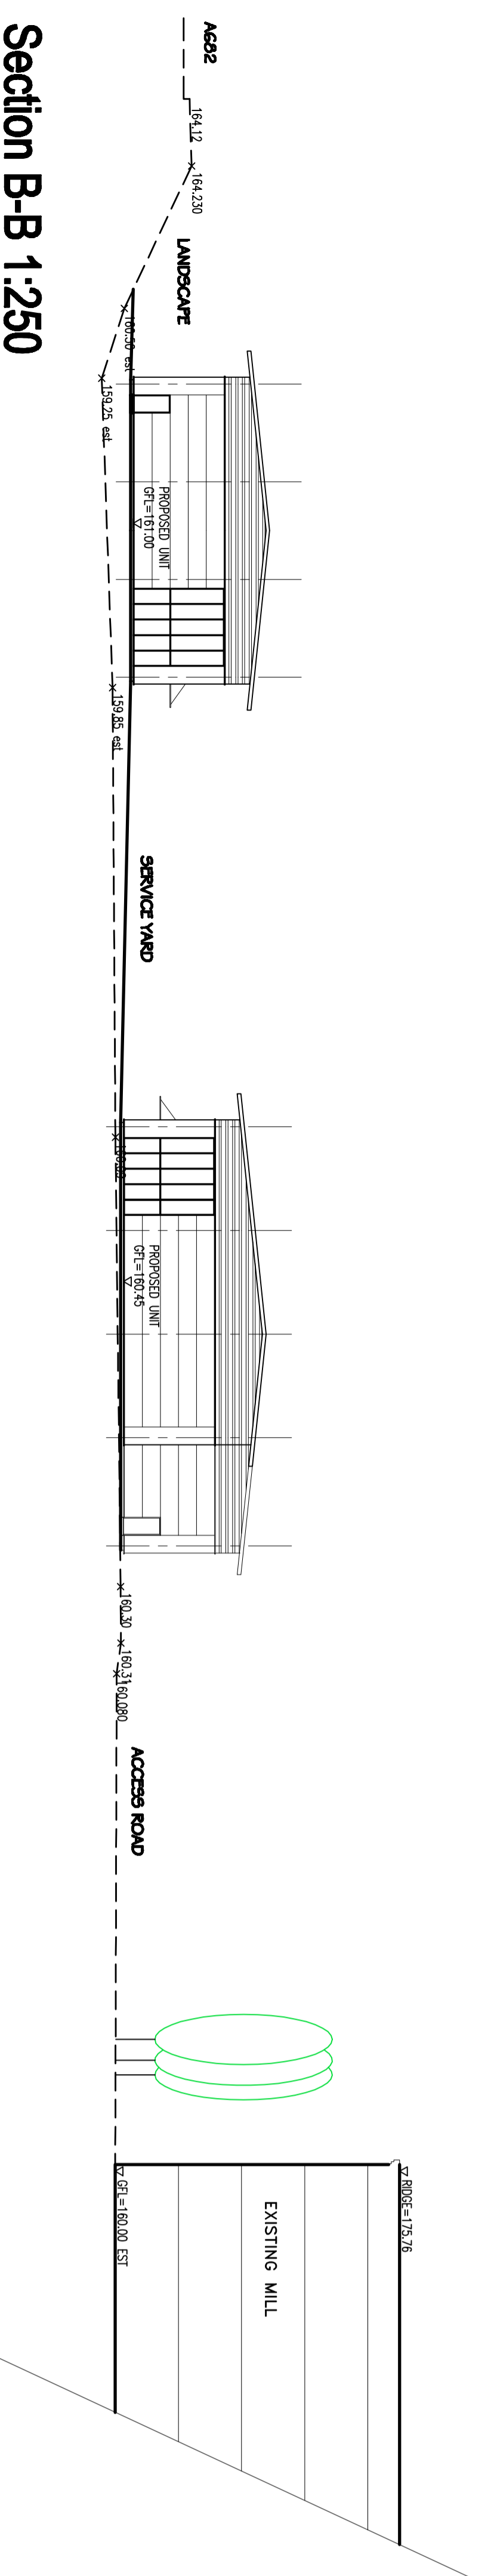 A682
164.12
164.230
LANDSCAPE
160.50 est
159.25 est
PROPOSED UNIT
GFL=161.00
159.85 est
SERVICE YARD
160.00
PROPOSED UNIT
GFL=160.45
160.30
160.31
160.080
ACCESS ROAD
RIDGE=175.76
EXISTING MILL
GFL=160.00 EST
Section B-B 1:250